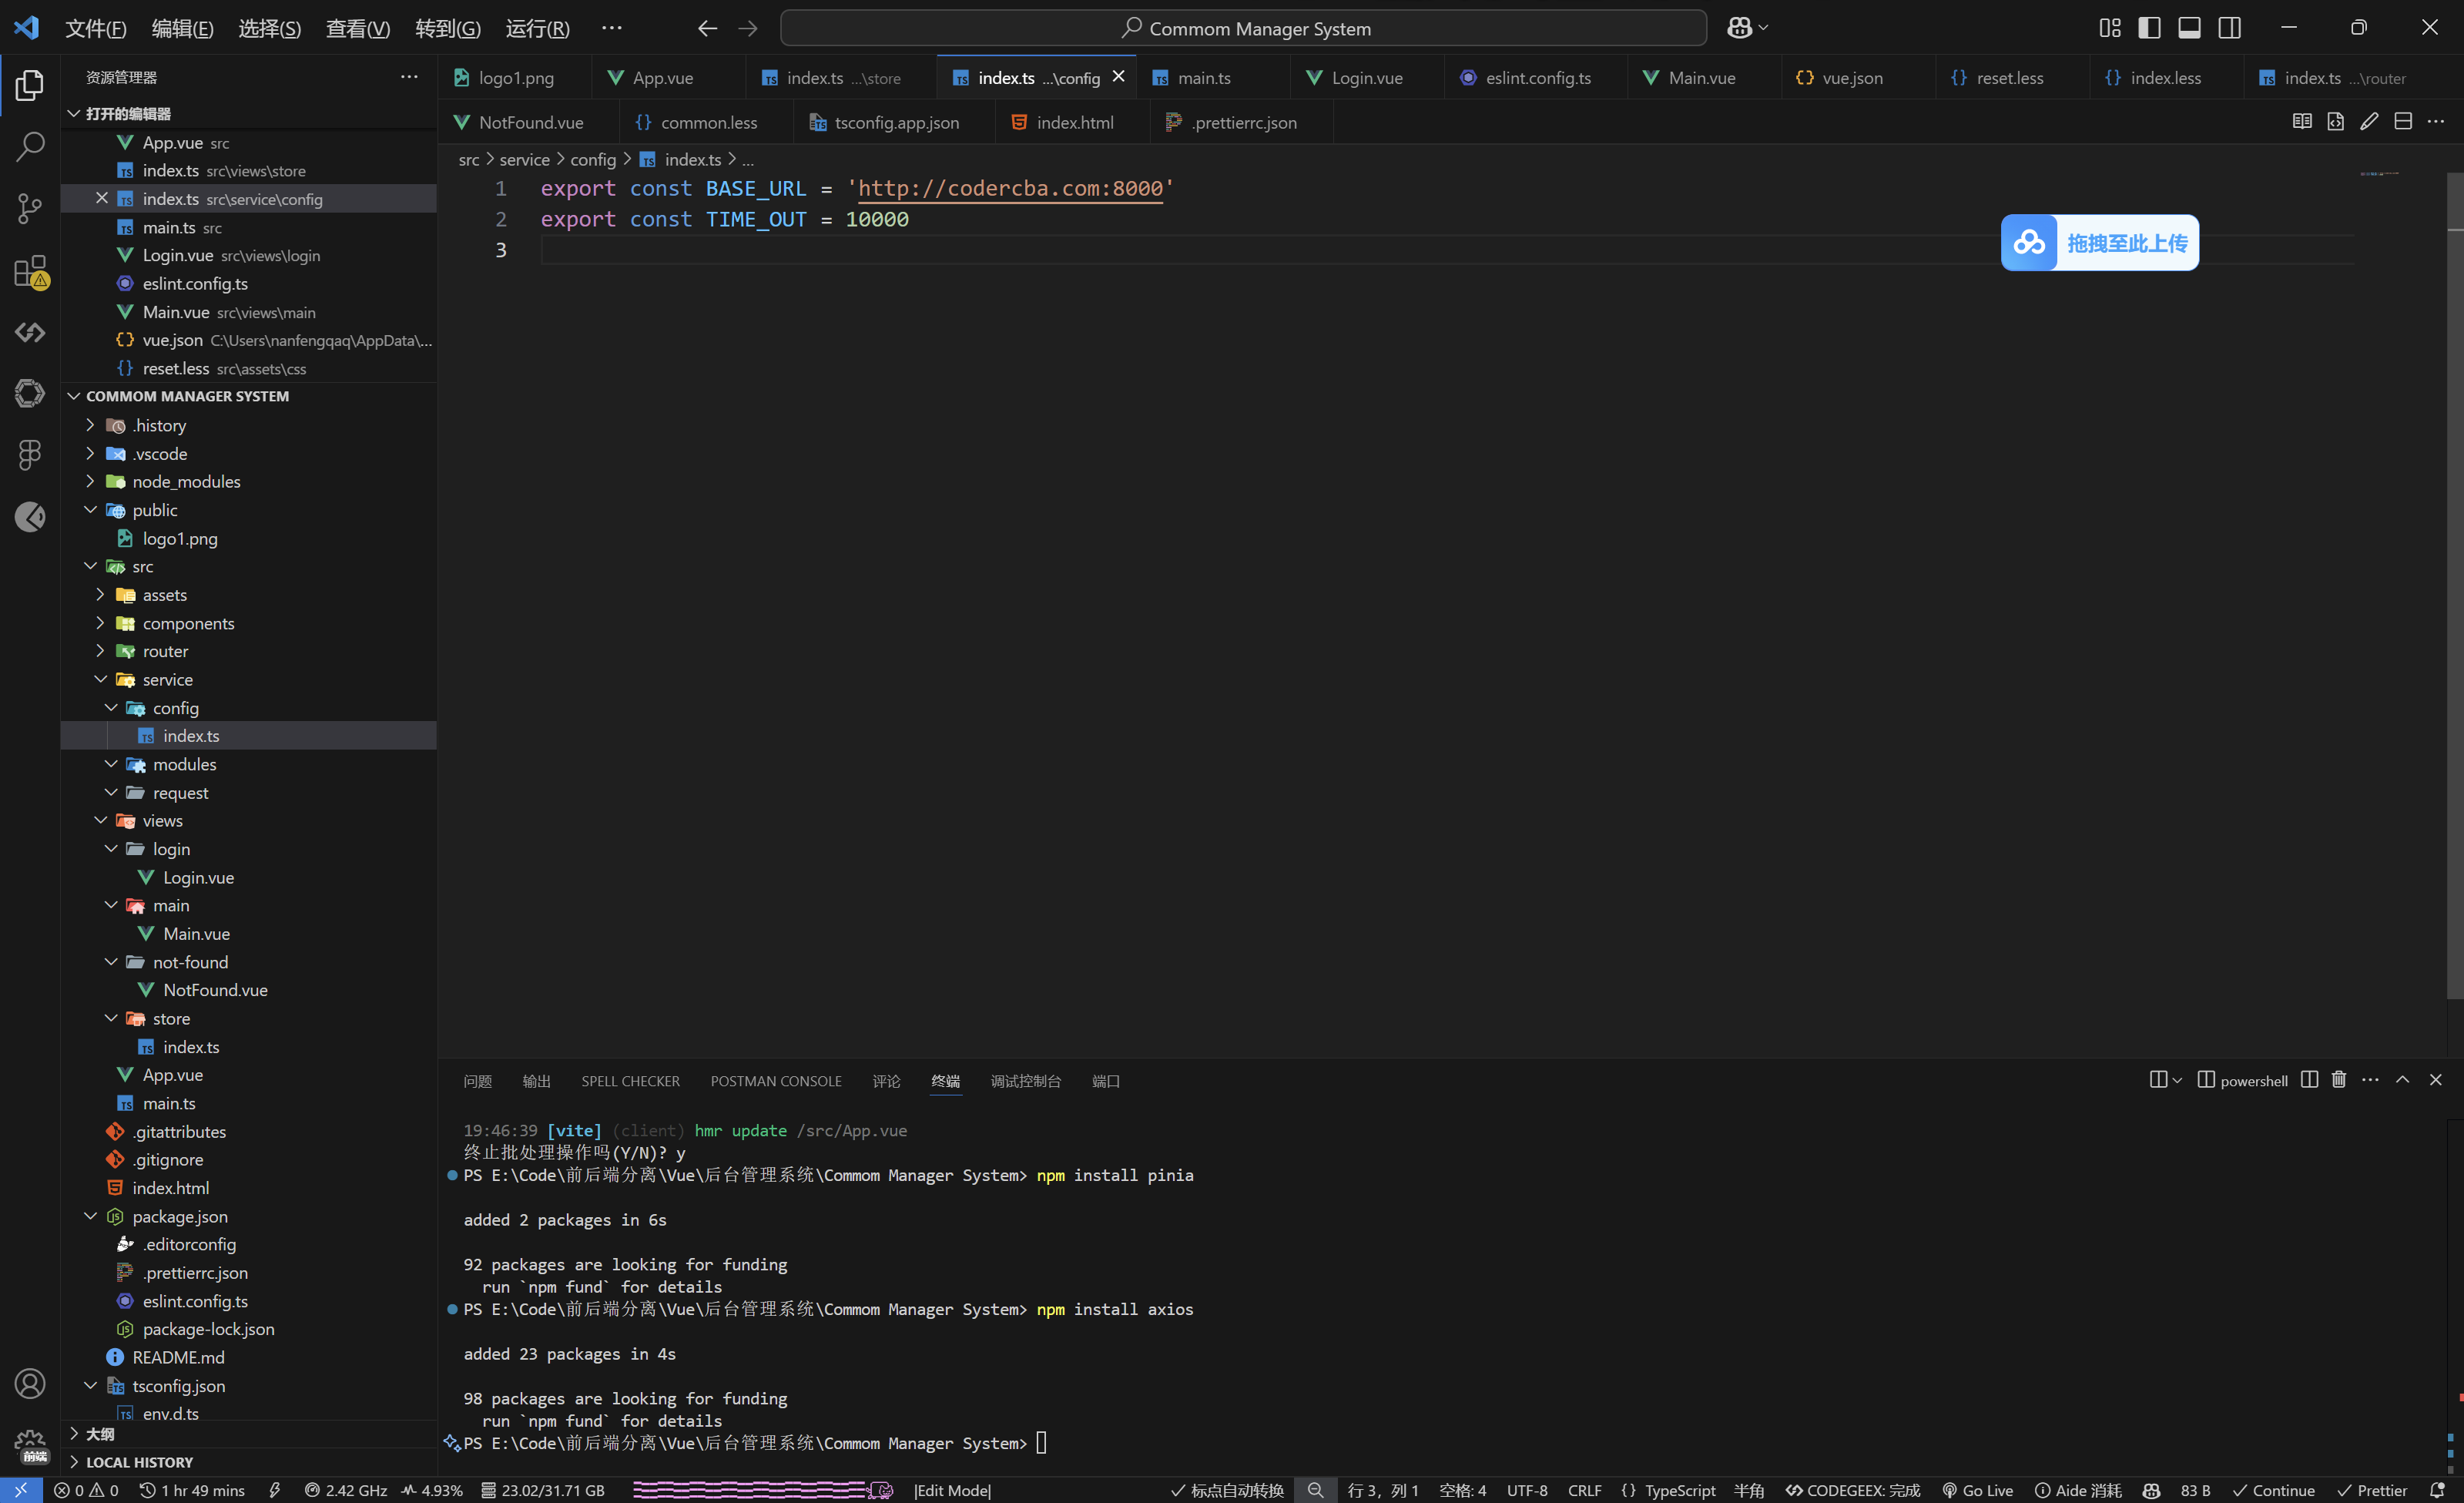 文件(F) 编辑(E) 选择(S) 查看(V) 转到(G) 运行(R) ··· Commom Manager System
资源管理器 ···
打开的编辑器
App.vue src
index.ts src\views\store
index.ts src\service\config
main.ts src
Login.vue src\views\login
eslint.config.ts
Main.vue src\views\main
vue.json C:\Users\nanfengqaq\AppData\...
reset.less src\assets\css
COMMOM MANAGER SYSTEM
.history
.vscode
node_modules
public
logo1.png
src
assets
components
router
service
config
index.ts
modules
request
views
login
Login.vue
main
Main.vue
not-found
NotFound.vue
store
index.ts
App.vue
main.ts
.gitattributes
.gitignore
index.html
package.json
.editorconfig
.prettierrc.json
eslint.config.ts
package-lock.json
README.md
tsconfig.json
env.d.ts
大纲
LOCAL HISTORY
前端
logo1.png App.vue index.ts ...\store index.ts ...\config main.ts Login.vue eslint.config.ts Main.vue vue.json reset.less index.less index.ts ...\router
NotFound.vue common.less tsconfig.app.json index.html .prettierrc.json
src > service > config > index.ts > ...
1 export const BASE_URL = 'http://codercba.com:8000'
2 export const TIME_OUT = 10000
3
拖拽至此上传
问题 输出 SPELL CHECKER POSTMAN CONSOLE 评论 终端 调试控制台 端口 powershell
19:46:39 [vite] (client) hmr update /src/App.vue
终止批处理操作吗(Y/N)? y
PS E:\Code\前后端分离\Vue\后台管理系统\Commom Manager System> npm install pinia
added 2 packages in 6s
92 packages are looking for funding
run `npm fund` for details
PS E:\Code\前后端分离\Vue\后台管理系统\Commom Manager System> npm install axios
added 23 packages in 4s
98 packages are looking for funding
run `npm fund` for details
PS E:\Code\前后端分离\Vue\后台管理系统\Commom Manager System>
0 0 1 hr 49 mins 2.42 GHz 4.93% 23.02/31.71 GB |Edit Mode| 标点自动转换 行 3，列 1 空格: 4 UTF-8 CRLF {} TypeScript 半角 CODEGEEX: 完成 Go Live Aide 消耗 83 B Continue Prettier